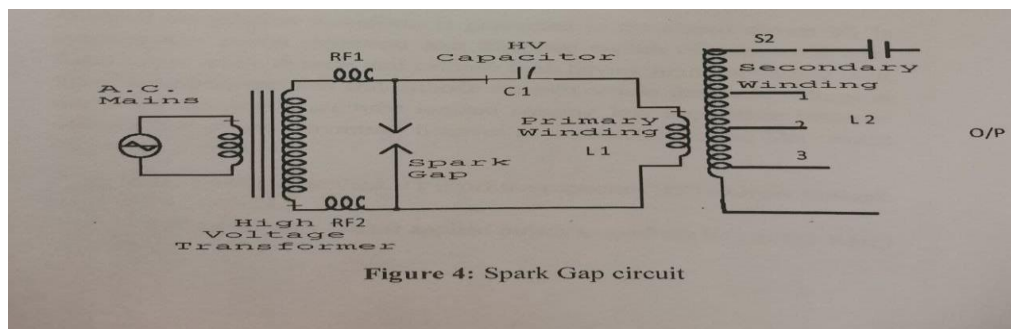 A.C.
Mains
RF1
HV
Capacitor
C1
S2
Secondary
Winding
1
2
3
L2
O/P
Primary
Winding
L1
Spark
Gap
High
Voltage
Transformer
RF2
Figure 4: Spark Gap circuit